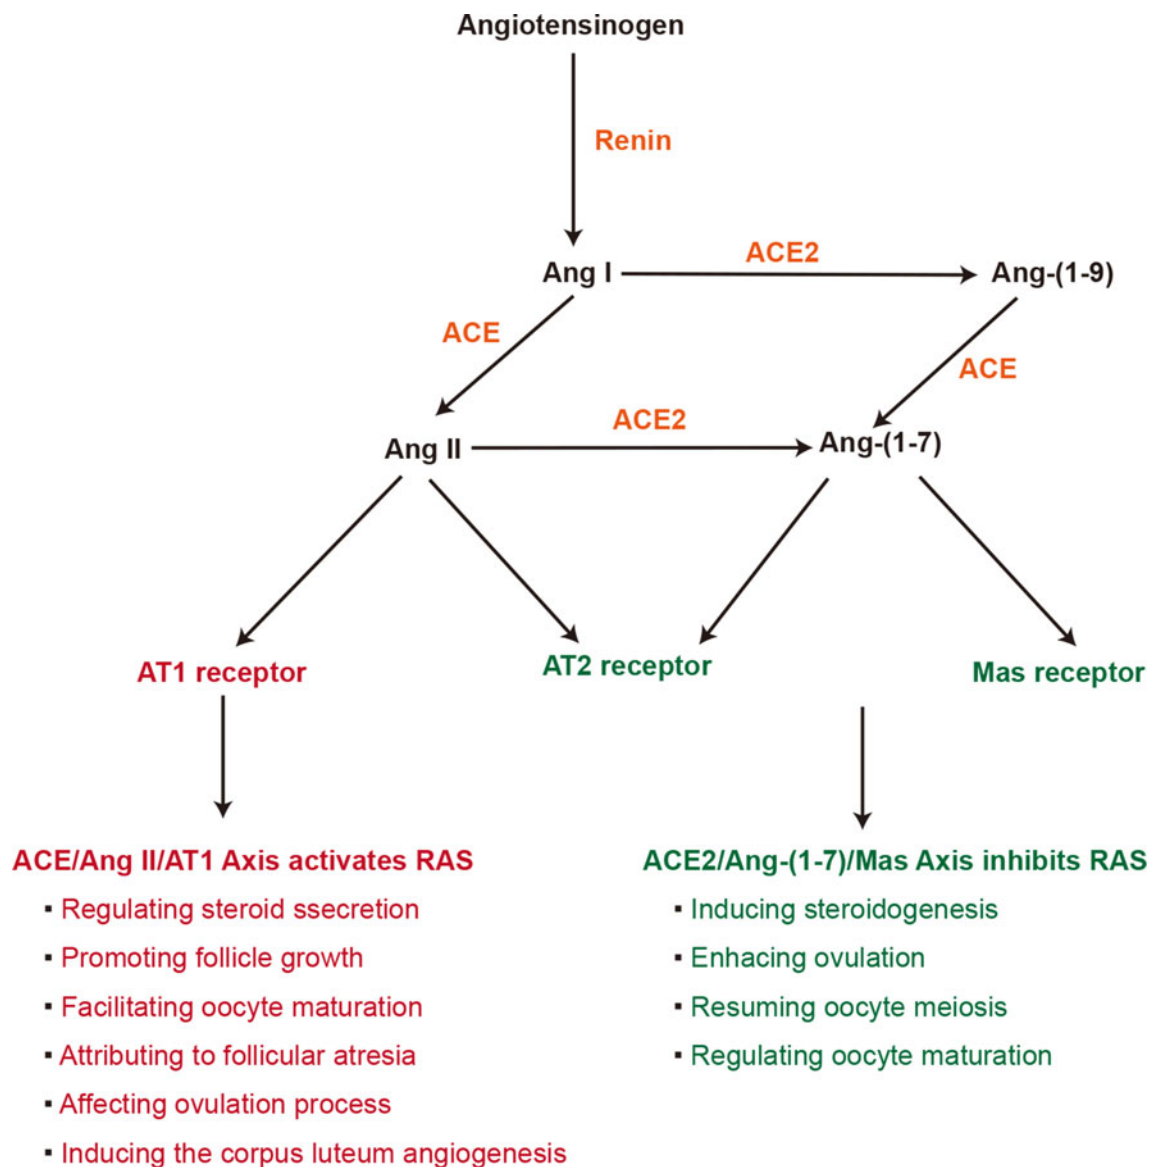 Angiotensinogen
Renin
ACE2
Ang I
Ang-(1-9)
ACE
ACE
ACE2
Ang II
Ang-(1-7)
AT1 receptor
AT2 receptor
Mas receptor
ACE/Ang II/AT1 Axis activates RAS
▪ Regulating steroid ssecretion
▪ Promoting follicle growth
▪ Facilitating oocyte maturation
▪ Attributing to follicular atresia
▪ Affecting ovulation process
▪ Inducing the corpus luteum angiogenesis
ACE2/Ang-(1-7)/Mas Axis inhibits RAS
▪ Inducing steroidogenesis
▪ Enhacing ovulation
▪ Resuming oocyte meiosis
▪ Regulating oocyte maturation